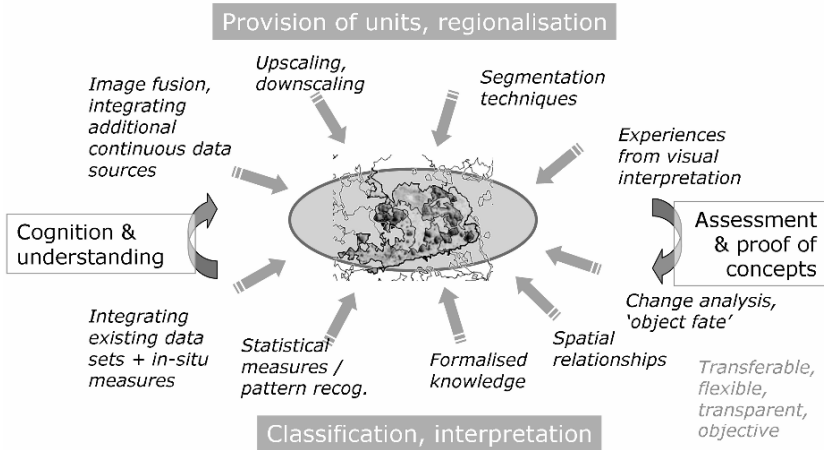 Provision of units, regionalisation
Upscaling,
downscaling
Segmentation
techniques
Image fusion,
integrating
additional
continuous data
sources
Experiences
from visual
interpretation
Cognition &
understanding
Assessment
& proof of
concepts
Integrating
existing data
sets + in-situ
measures
Statistical
measures /
pattern recog.
Formalised
knowledge
Spatial
relationships
Change analysis,
‘object fate’
Transferable,
flexible,
transparent,
objective
Classification, interpretation